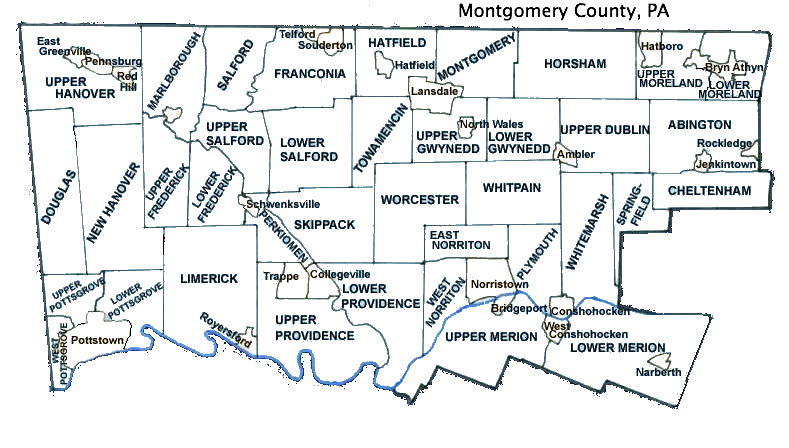 Montgomery County, PA
East
Greenville
Pennsburg
Red
Hill
UPPER
HANOVER
MARLBOROUGH
SALFORD
Telford
Souderton
FRANCONIA
HATFIELD
Hatfield
MONTGOMERY
Lansdale
HORSHAM
Hatboro
UPPER
MORELAND
Bryn Athyn
LOWER
MORELAND
DOUGLAS
NEW HANOVER
UPPER
FREDERICK
LOWER
FREDERICK
UPPER
SALFORD
LOWER
SALFORD
TOWAMENCIN
UPPER
GWYNEDD
North Wales
LOWER
GWYNEDD
UPPER DUBLIN
Ambler
ABINGTON
Rockledge
Jenkintown
CHELTENHAM
Schwenksville
PERKIOMEN
SKIPPACK
WORCESTER
WHITPAIN
EAST
NORRITON
PLYMOUTH
WHITEMARSH
SPRING-
FIELD
UPPER
POTTSGROVE
LOWER
POTTSGROVE
WEST
POTTSGROVE
Pottstown
LIMERICK
Royersferd
Trappe
Collegeville
UPPER
PROVIDENCE
LOWER
PROVIDENCE
WEST
NORRITON
Norristown
Bridgeport
UPPER MERION
Conshohocken
West
Conshohocken
LOWER MERION
Narberth